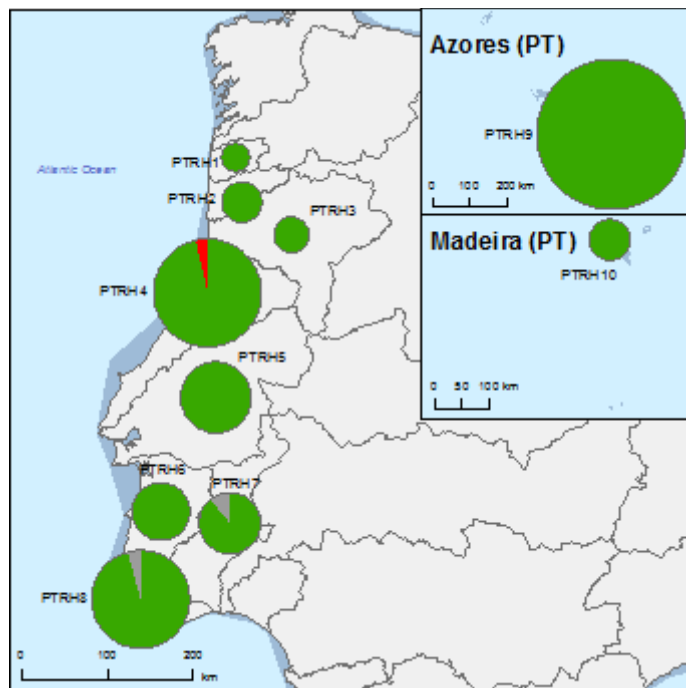 Azores (PT)
PTRH9
0 100 200 km
Madeira (PT)
PTRH10
0 50 100 km
Atlantic Ocean
PTRH1
PTRH2
PTRH3
PTRH4
PTRH5
PTRH6
PTRH7
PTRH8
0 100 200
km